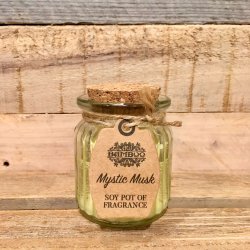 BAMBOO
Mystic Musk
SOY POT OF
FRAGRANCE